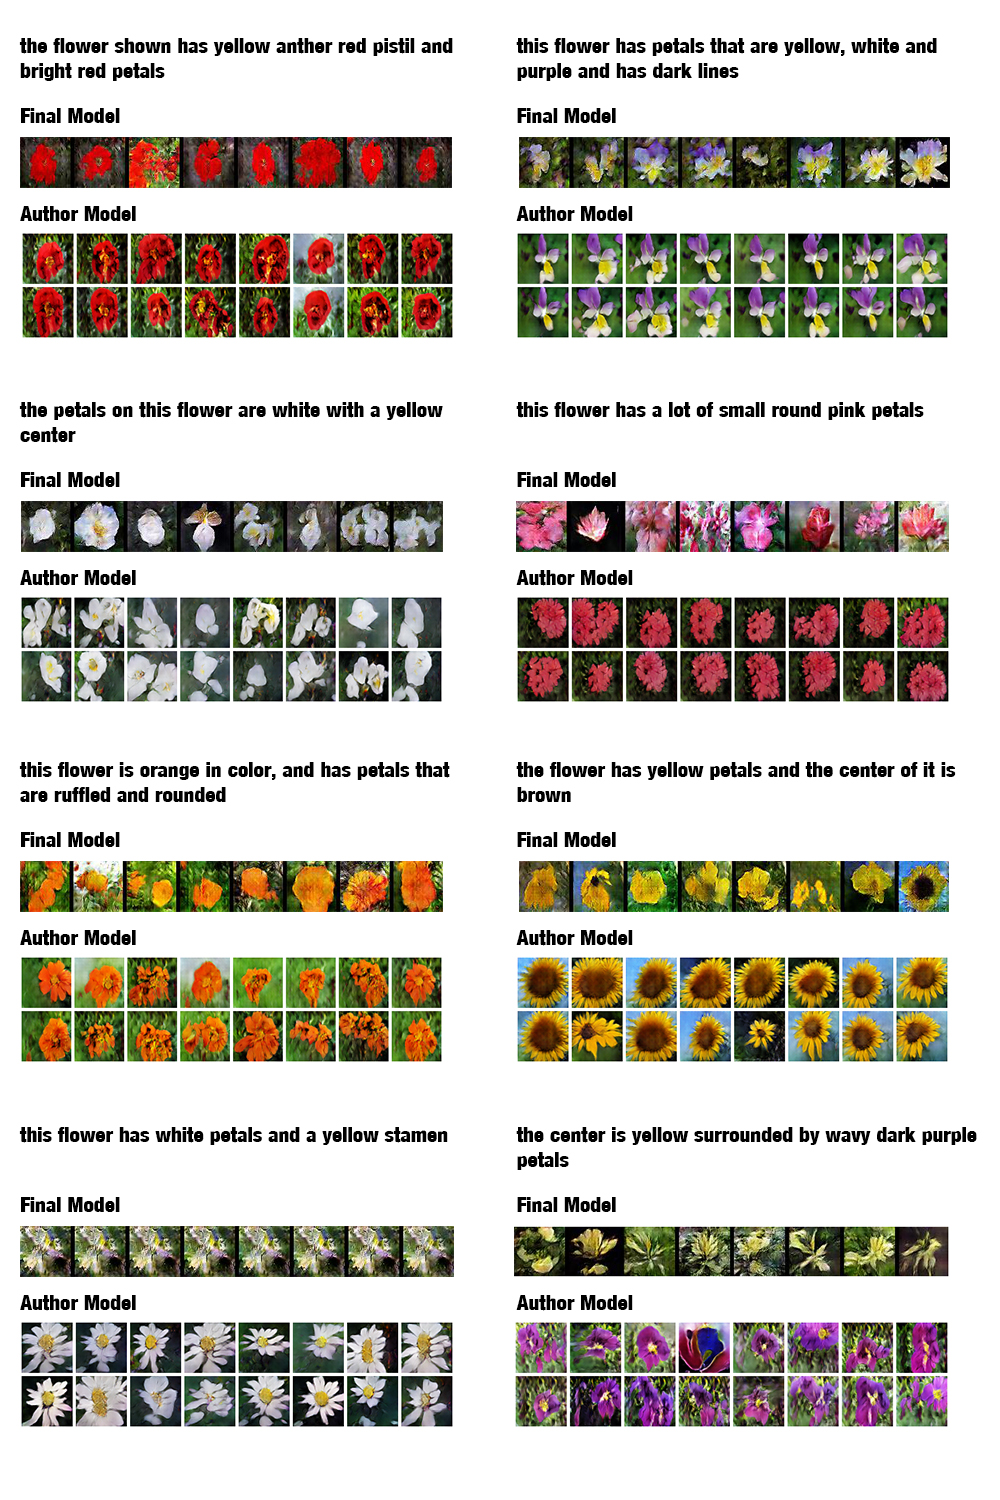 the flower shown has yellow anther red pistil and
bright red petals
Final Model
Author Model
this flower has petals that are yellow, white and
purple and has dark lines
Final Model
Author Model
the petals on this flower are white with a yellow
center
Final Model
Author Model
this flower has a lot of small round pink petals
Final Model
Author Model
this flower is orange in color, and has petals that
are ruffled and rounded
Final Model
Author Model
the flower has yellow petals and the center of it is
brown
Final Model
Author Model
this flower has white petals and a yellow stamen
Final Model
Author Model
the center is yellow surrounded by wavy dark purple
petals
Final Model
Author Model